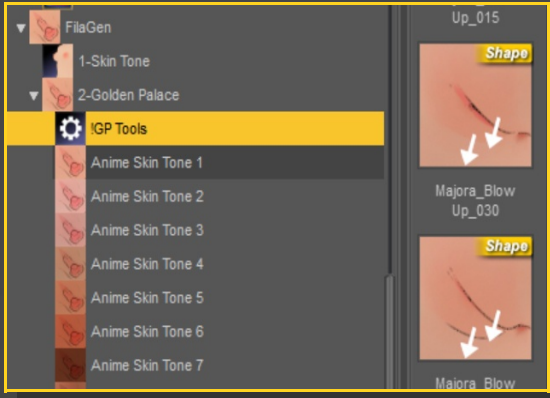 FilaGen
1-Skin Tone
2-Golden Palace
!GP Tools
Anime Skin Tone 1
Anime Skin Tone 2
Anime Skin Tone 3
Anime Skin Tone 4
Anime Skin Tone 5
Anime Skin Tone 6
Anime Skin Tone 7
Up_015
Shape
Majora_Blow
Up_030
Shape
Majora_Blow